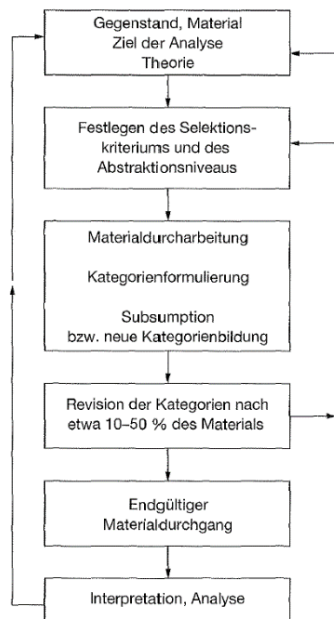 Gegenstand, Material
Ziel der Analyse
Theorie
Festlegen des Selektions-
kriteriums und des
Abstraktionsniveaus
Materialdurcharbeitung
Kategorienformulierung
Subsumption
bzw. neue Kategorienbildung
Revision der Kategorien nach
etwa 10–50 % des Materials
Endgültiger
Materialdurchgang
Interpretation, Analyse